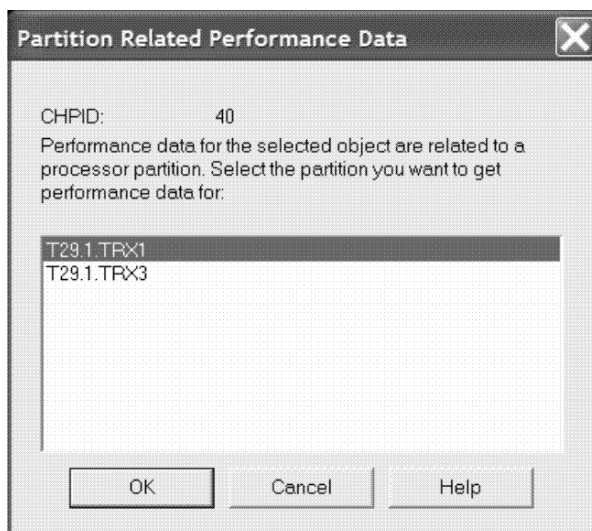 Partition Related Performance Data
CHPID: 40
Performance data for the selected object are related to a
processor partition. Select the partition you want to get
performance data for:
T29.1.TRX1
T29.1.TRX3
OK Cancel Help